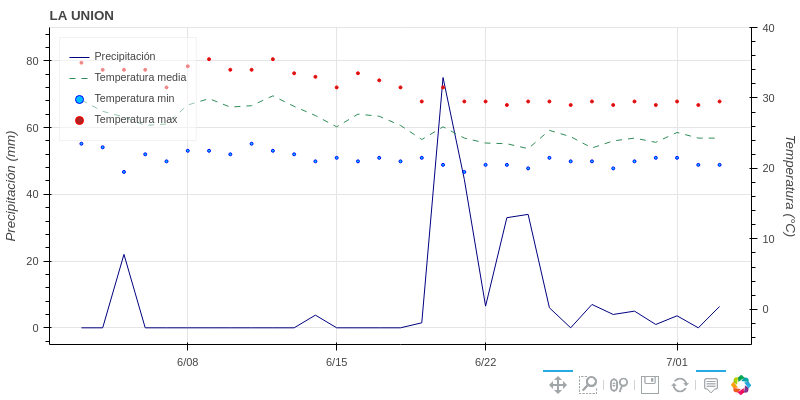 LA UNION
Precipitación
Temperatura media
Temperatura min
Temperatura max
Precipitación (mm)
80
60
40
20
0
Temperatura (°C)
40
30
20
10
0
6/08
6/15
6/22
7/01